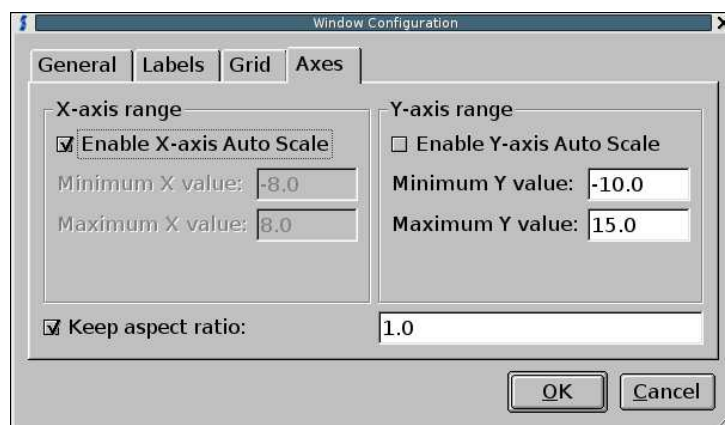 Window Configuration
General Labels Grid Axes
X-axis range
Enable X-axis Auto Scale
Minimum X value: -8.0
Maximum X value: 8.0
Y-axis range
Enable Y-axis Auto Scale
Minimum Y value: -10.0
Maximum Y value: 15.0
Keep aspect ratio: 1.0
OK Cancel